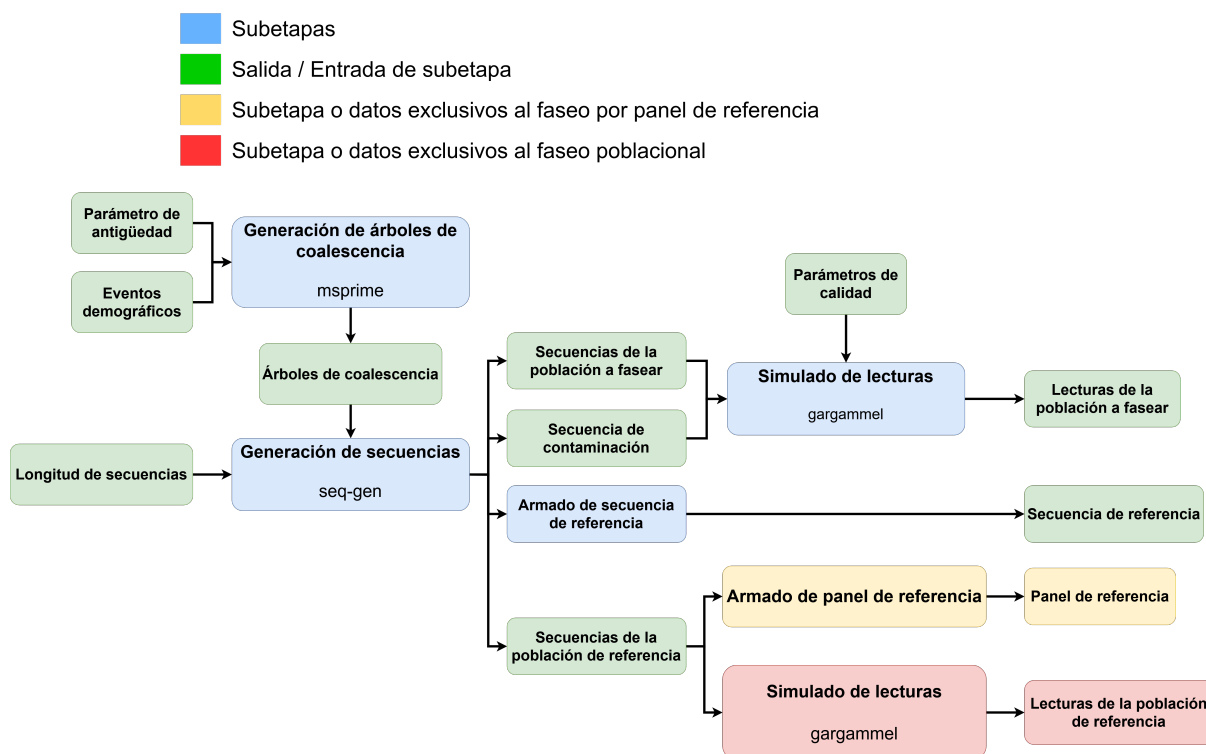 Subetapas
Salida / Entrada de subetapa
Subetapa o datos exclusivos al faseo por panel de referencia
Subetapa o datos exclusivos al faseo poblacional
Parámetro de
antigüedad
Eventos
demográficos
Generación de árboles de
coalescencia
msprime
Árboles de coalescencia
Longitud de secuencias
Generación de secuencias
seq-gen
Secuencias de la
población a fasear
Secuencia de
contaminación
Armado de secuencia
de referencia
Secuencias de la
población de referencia
Parámetros de
calidad
Simulado de lecturas
gargammel
Lecturas de la
población a fasear
Secuencia de referencia
Armado de panel de referencia
Panel de referencia
Simulado de lecturas
gargammel
Lecturas de la población
de referencia